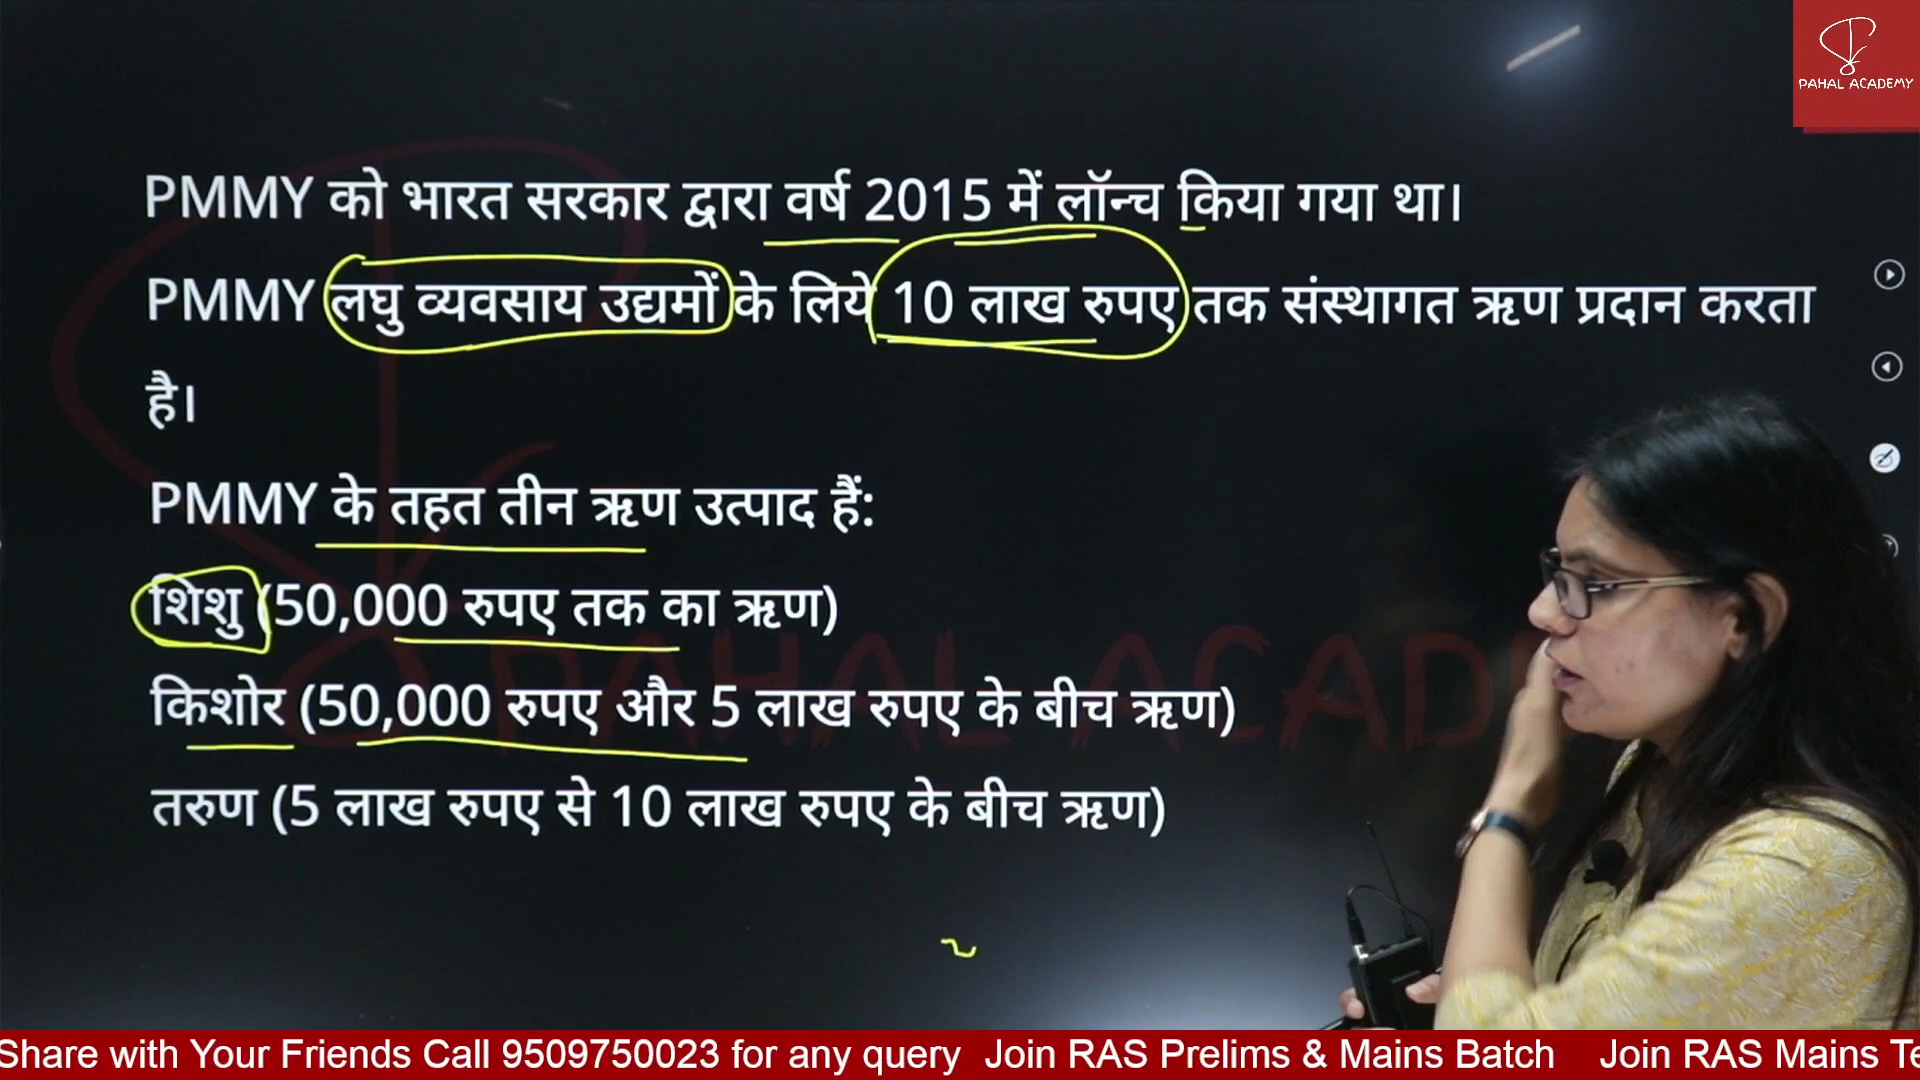 PAHAL ACADEMY
PMMY को भारत सरकार द्वारा वर्ष 2015 में लॉन्च किया गया था।
PMMY लघु व्यवसाय उद्यमों के लिये 10 लाख रुपए तक संस्थागत ऋण प्रदान करता
है।
PMMY के तहत तीन ऋण उत्पाद हैं:
शिशु (50,000 रुपए तक का ऋण)
किशोर (50,000 रुपए और 5 लाख रुपए के बीच ऋण)
तरुण (5 लाख रुपए से 10 लाख रुपए के बीच ऋण)
PAHAL ACAD
Share with Your Friends Call 9509750023 for any query Join RAS Prelims & Mains Batch Join RAS Mains Te